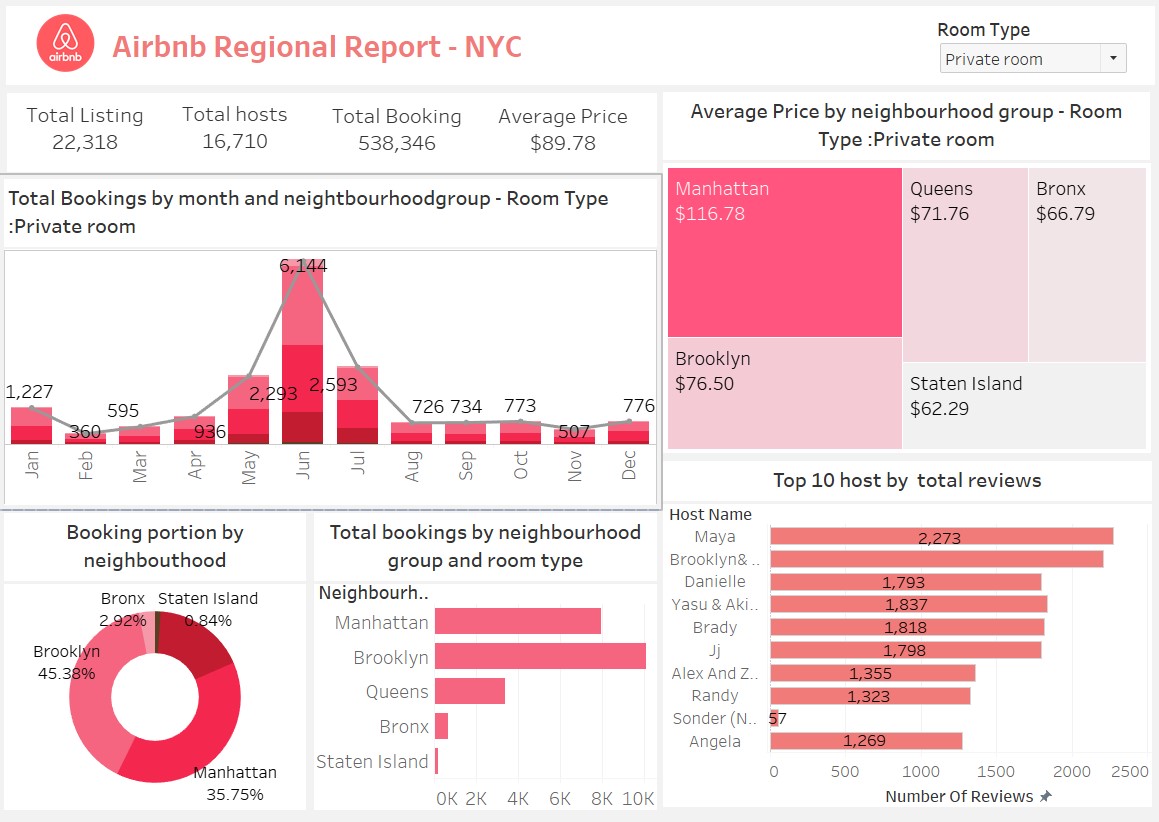 airbnb
Airbnb Regional Report - NYC
Room Type
Private room
Total Listing
22,318
Total hosts
16,710
Total Booking
538,346
Average Price
$89.78
Total Bookings by month and neightbourhoodgroup - Room Type
:Private room
1,227
360
595
936
2,293
6,144
2,593
726
734
773
507
776
Jan
Feb
Mar
Apr
May
Jun
Jul
Aug
Sep
Oct
Nov
Dec
Average Price by neighbourhood group - Room
Type :Private room
Manhattan
$116.78
Queens
$71.76
Bronx
$66.79
Brooklyn
$76.50
Staten Island
$62.29
Booking portion by
neighbouthood
Bronx
2.92%
Staten Island
0.84%
Brooklyn
45.38%
Manhattan
35.75%
Total bookings by neighbourhood
group and room type
Neighbourh..
Manhattan
Brooklyn
Queens
Bronx
Staten Island
0K 2K 4K 6K 8K 10K
Top 10 host by total reviews
Host Name
Maya 2,273
Brooklyn& ..
Danielle 1,793
Yasu & Aki.. 1,837
Brady 1,818
Jj 1,798
Alex And Z.. 1,355
Randy 1,323
Sonder (N.. 57
Angela 1,269
0 500 1000 1500 2000 2500
Number Of Reviews